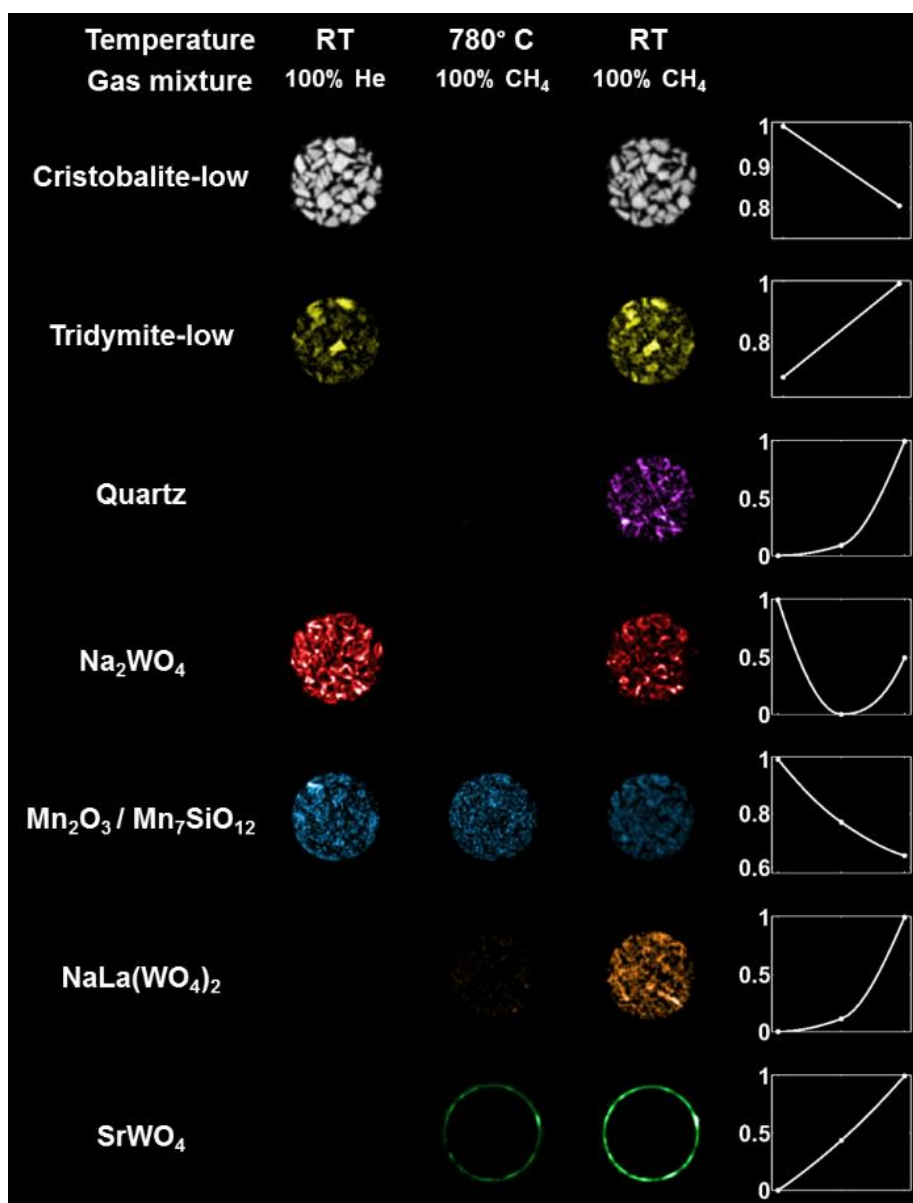 Temperature RT 780° C RT
Gas mixture 100% He 100% CH₄ 100% CH₄
Cristobalite-low
1
0.9
0.8
Tridymite-low
1
0.8
Quartz
1
0.5
0
Na₂WO₄
1
0.5
0
Mn₂O₃ / Mn₇SiO₁₂
1
0.8
0.6
NaLa(WO₄)₂
1
0.5
0
SrWO₄
1
0.5
0